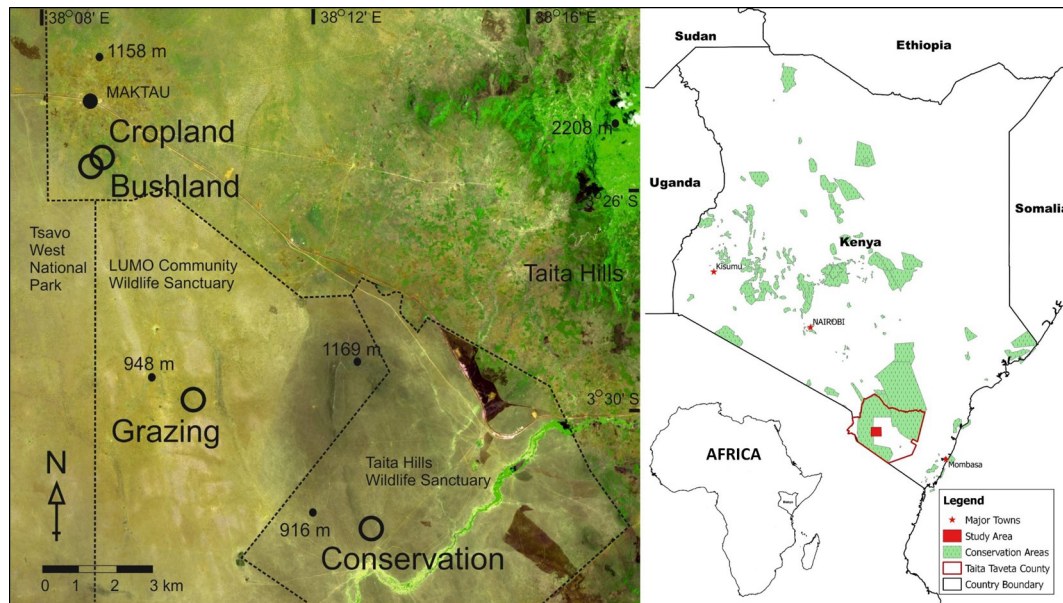 38°08' E
38°12' E
38°16' E
1158 m
MAKTAU
Cropland
Bushland
2208 m
3°26' S
Tsavo
West
National
Park
LUMO Community
Wildlife Sanctuary
Taita Hills
948 m
1169 m
Grazing
3°30' S
N
Taita Hills
Wildlife Sanctuary
916 m
Conservation
0 1 2 3 km
Sudan
Ethiopia
Uganda
Somalia
Kenya
Kisumu
NAIROBI
AFRICA
Mombasa
Legend
Major Towns
Study Area
Conservation Areas
Taita Taveta County
Country Boundary